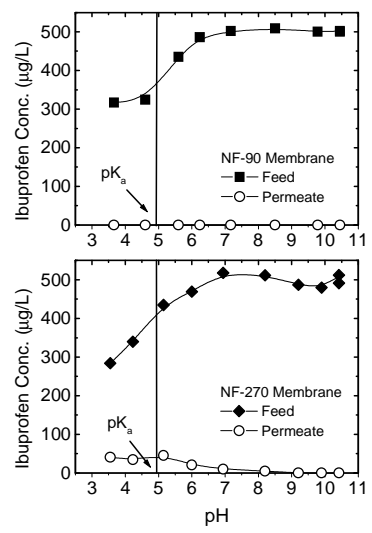 500
400
300
200
100
0
Ibuprofen Conc. (µg/L)
pKa
NF-90 Membrane
Feed
Permeate
3 4 5 6 7 8 9 10 11
500
400
300
200
100
0
Ibuprofen Conc. (µg/L)
pKa
NF-270 Membrane
Feed
Permeate
3 4 5 6 7 8 9 10 11
pH